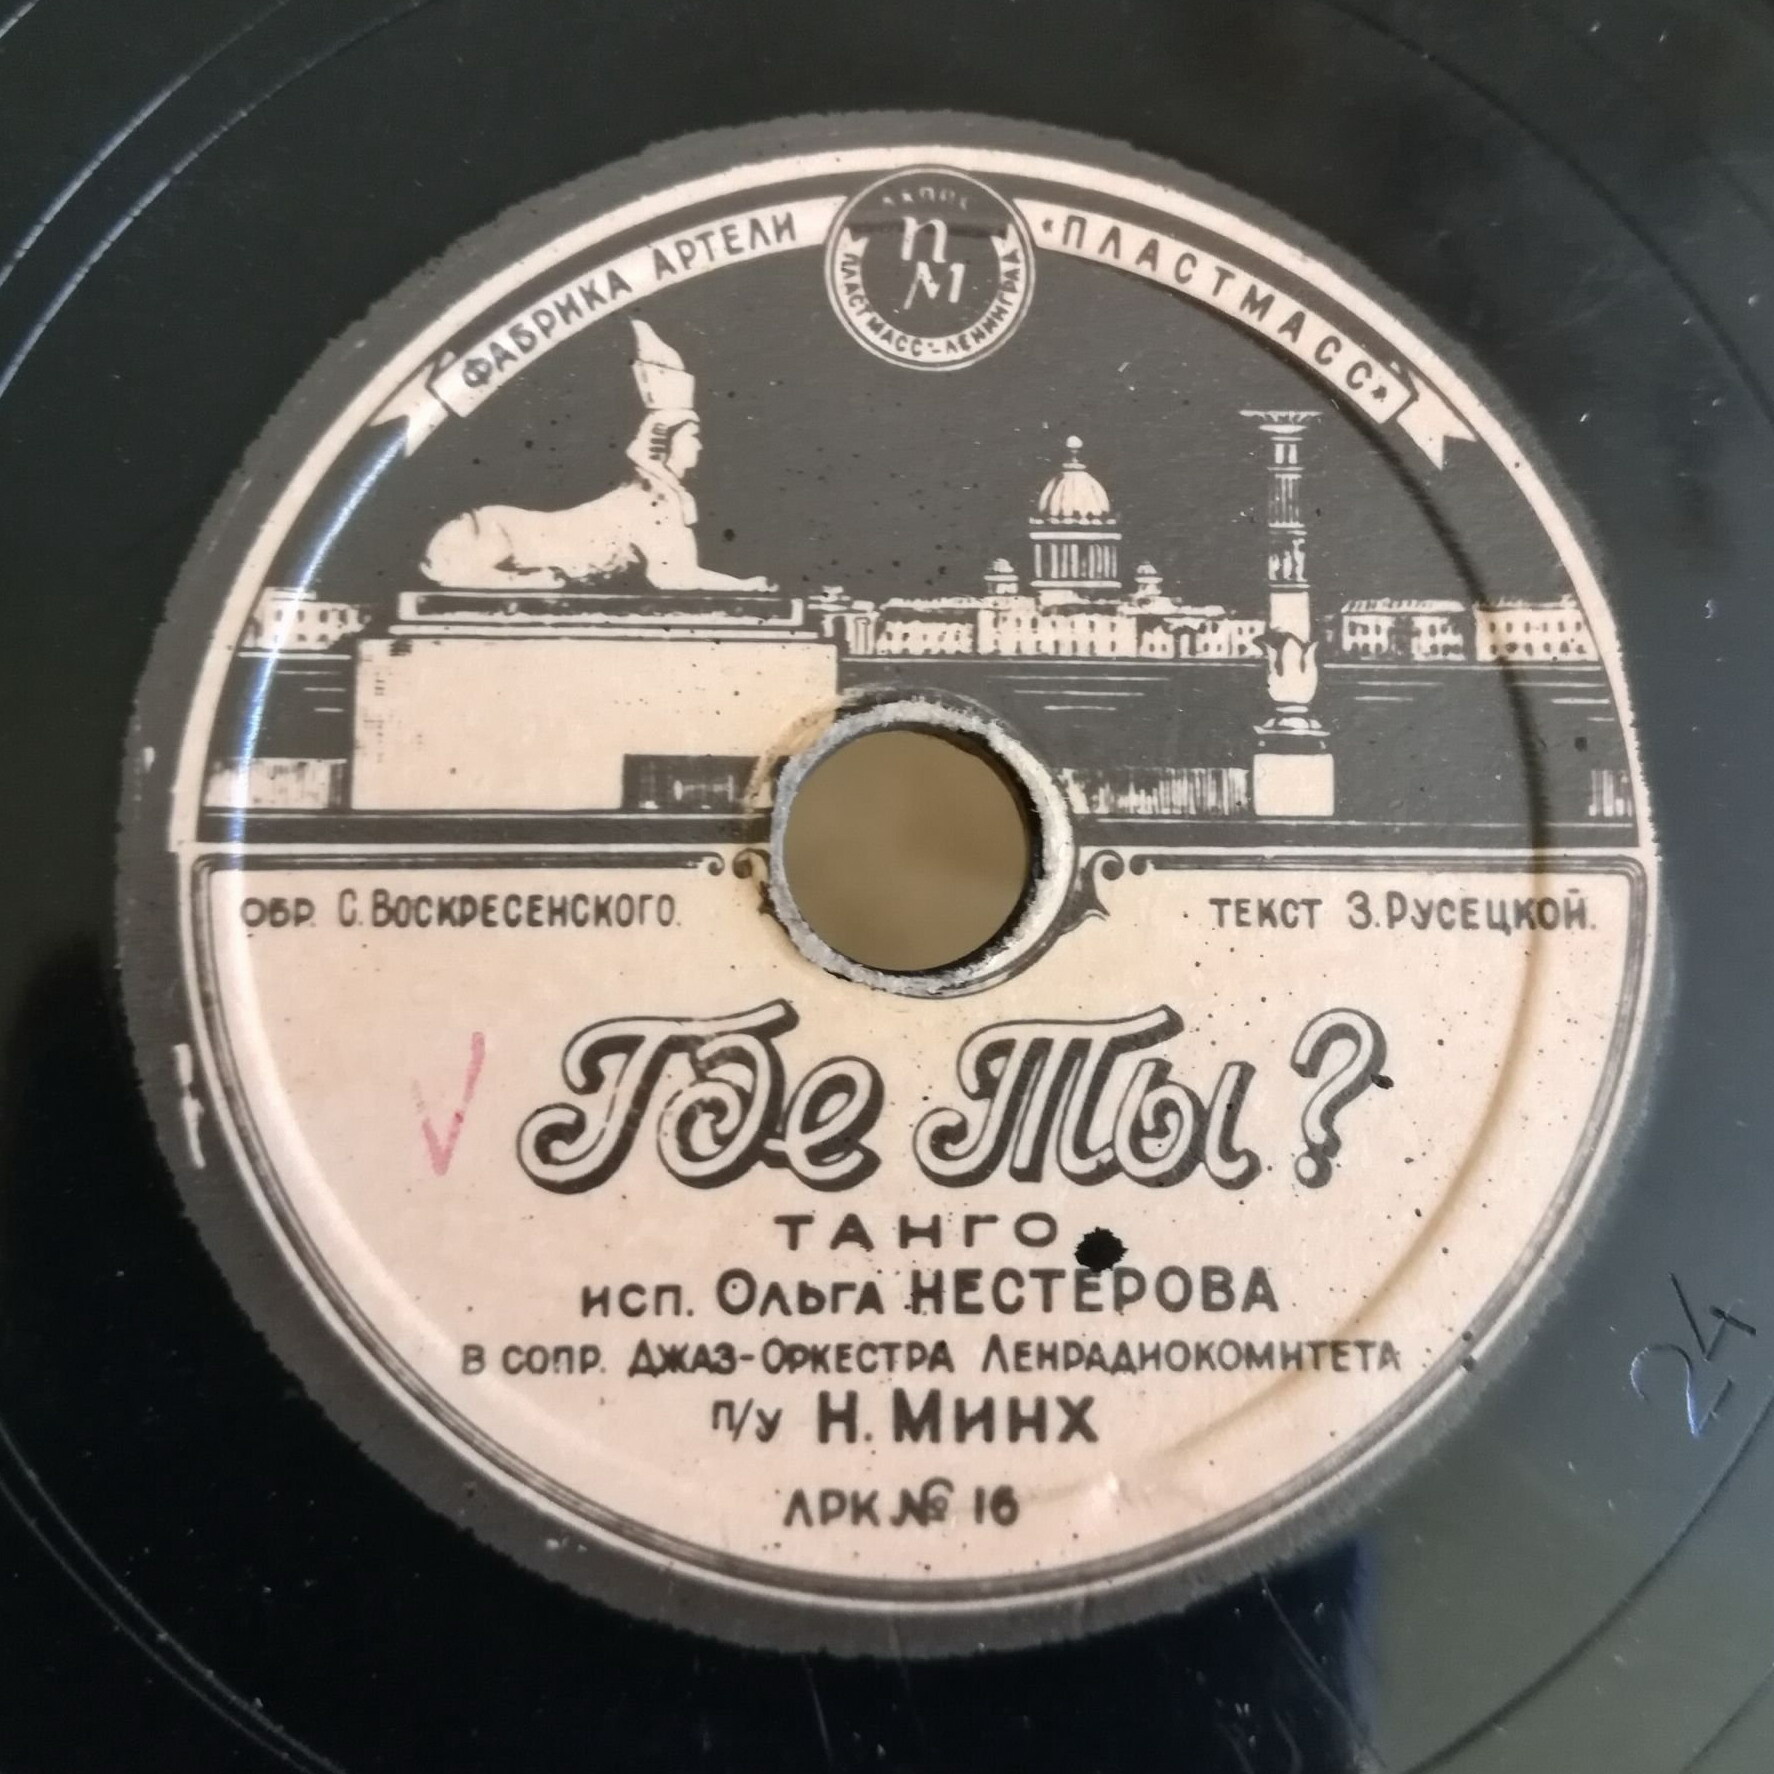 ФАБРИКА АРТЕЛИ «ПЛАСТМАСС»
ПМ
ПЛАСТМАСС"-ЛЕНИНГРАД
ОБР. С. ВОСКРЕСЕНСКОГО.
ТЕКСТ З. РУСЕЦКОЙ.
Где Ты?
ТАНГО
ИСП. ОЛЬГА НЕСТЕРОВА
В СОПР. ДЖАЗ-ОРКЕСТРА ЛЕНРАДИОКОМИТЕТА
П/У Н. МИНХ
ЛРК № 16
24